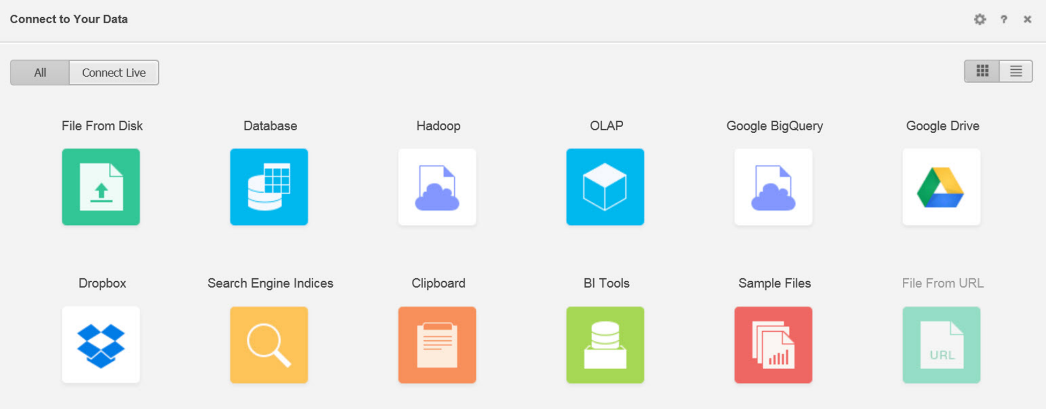 Connect to Your Data ?
All Connect Live
File From Disk Database Hadoop OLAP Google BigQuery Google Drive
Dropbox Search Engine Indices Clipboard BI Tools Sample Files File From URL
URL